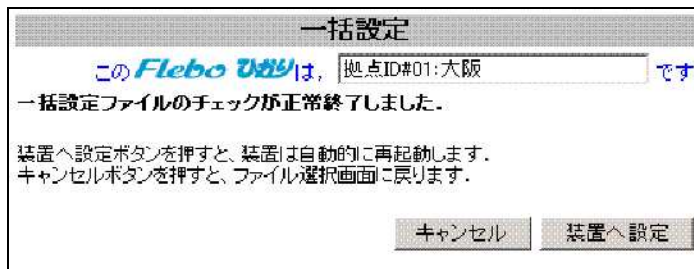 一括設定
この Flebo ひかりは, 拠点ID#01:大阪 です
一括設定ファイルのチェックが正常終了しました.
装置へ設定ボタンを押すと、装置は自動的に再起動します.
キャンセルボタンを押すと、ファイル選択画面に戻ります.
キャンセル 装置へ設定